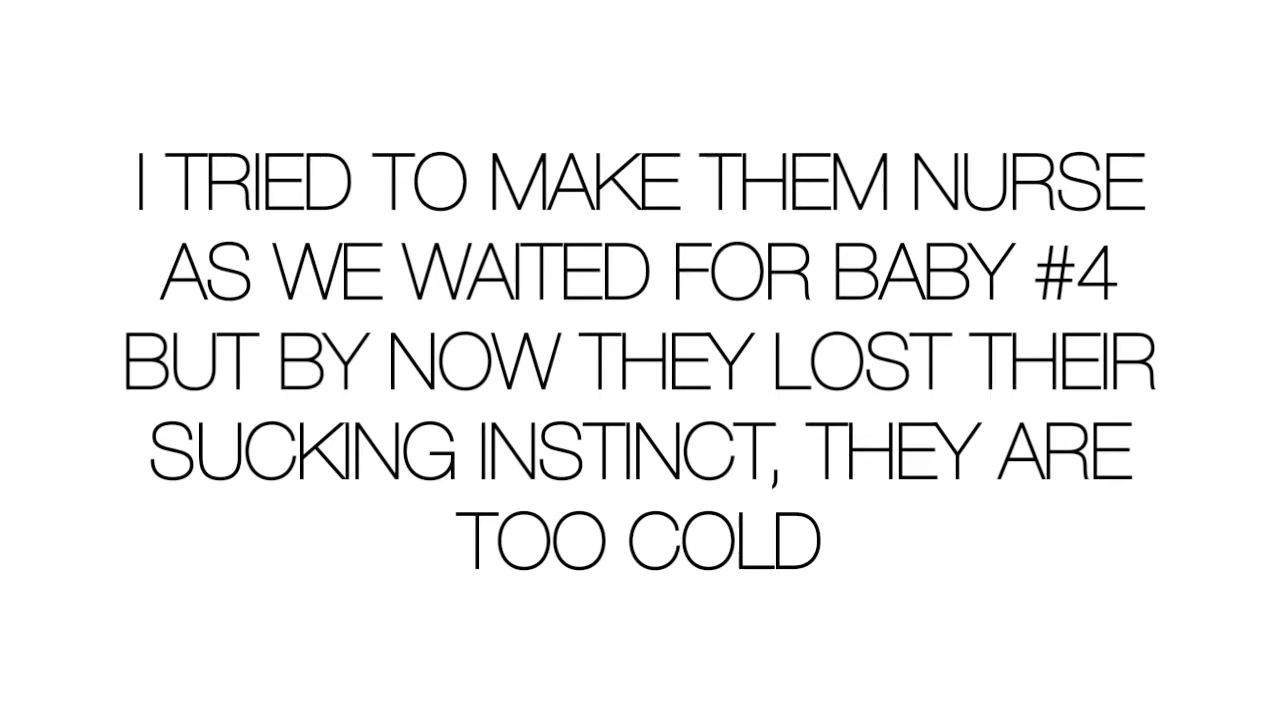 I TRIED TO MAKE THEM NURSE
AS WE WAITED FOR BABY #4
BUT BY NOW THEY LOST THEIR
SUCKING INSTINCT, THEY ARE
TOO COLD